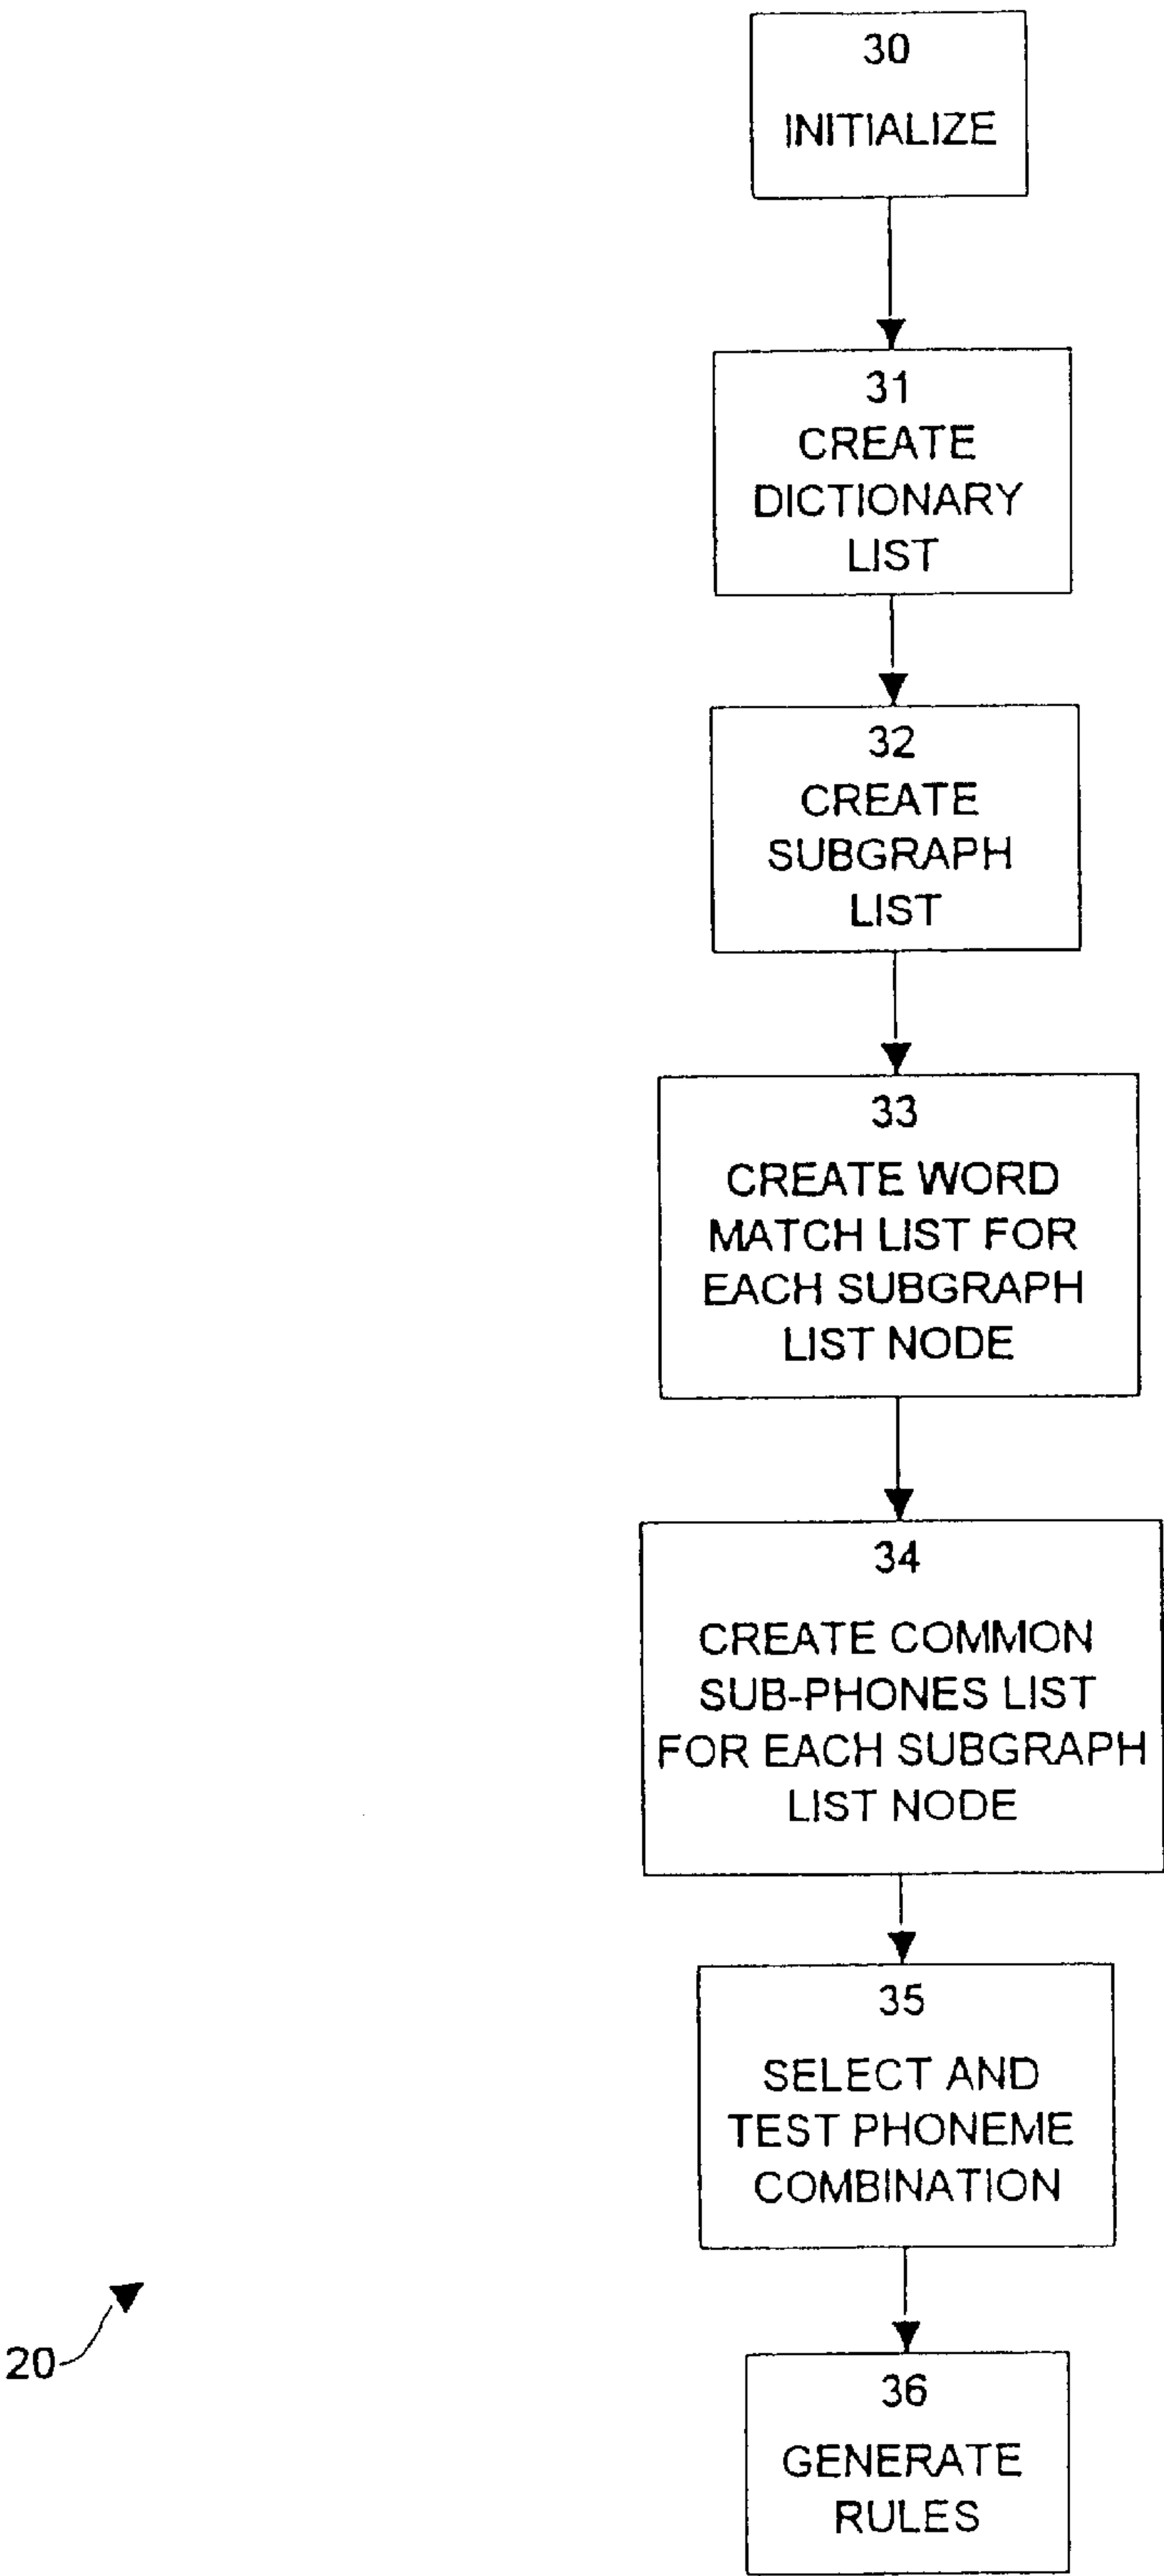 30
INITIALIZE
31
CREATE
DICTIONARY
LIST
32
CREATE
SUBGRAPH
LIST
33
CREATE WORD
MATCH LIST FOR
EACH SUBGRAPH
LIST NODE
34
CREATE COMMON
SUB-PHONES LIST
FOR EACH SUBGRAPH
LIST NODE
35
SELECT AND
TEST PHONEME
COMBINATION
20
36
GENERATE
RULES